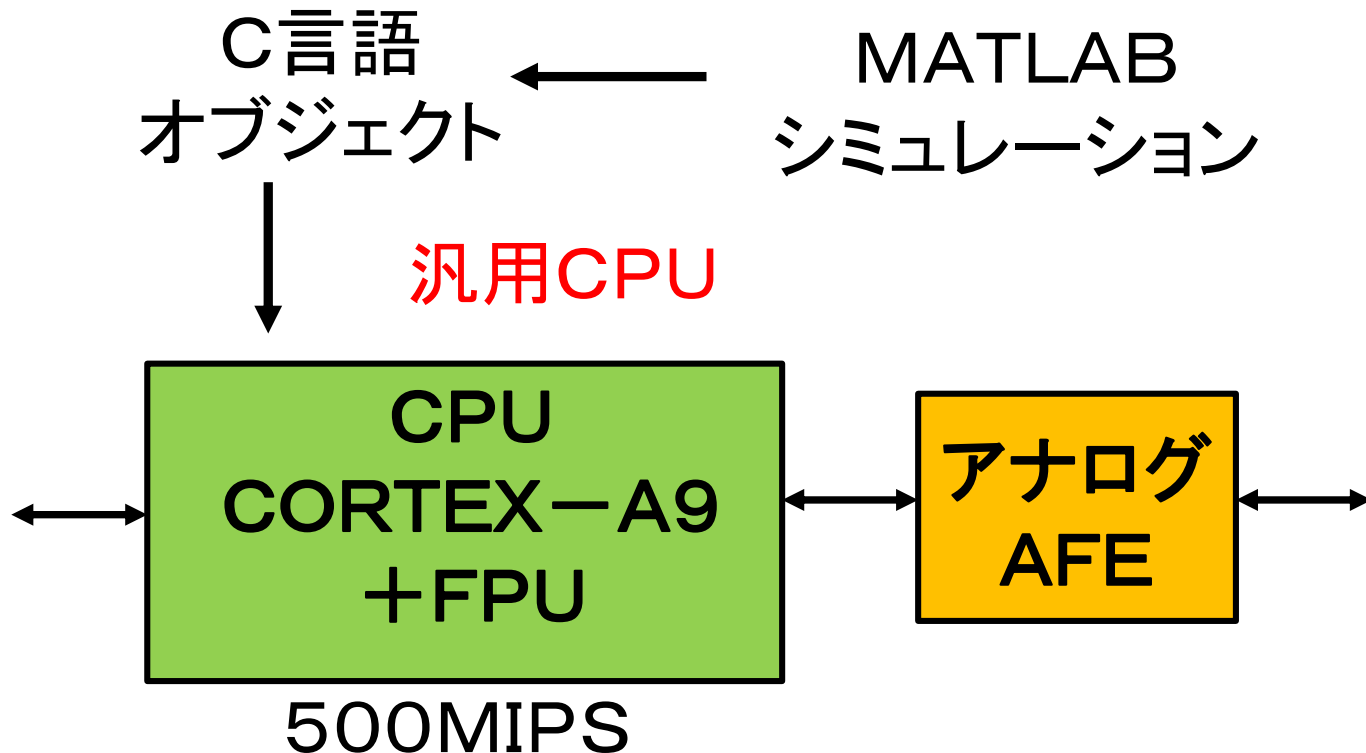 C言語
オブジェクト
MATLAB
シミュレーション
汎用CPU
CPU
CORTEX－A9
＋FPU
アナログ
AFE
500MIPS